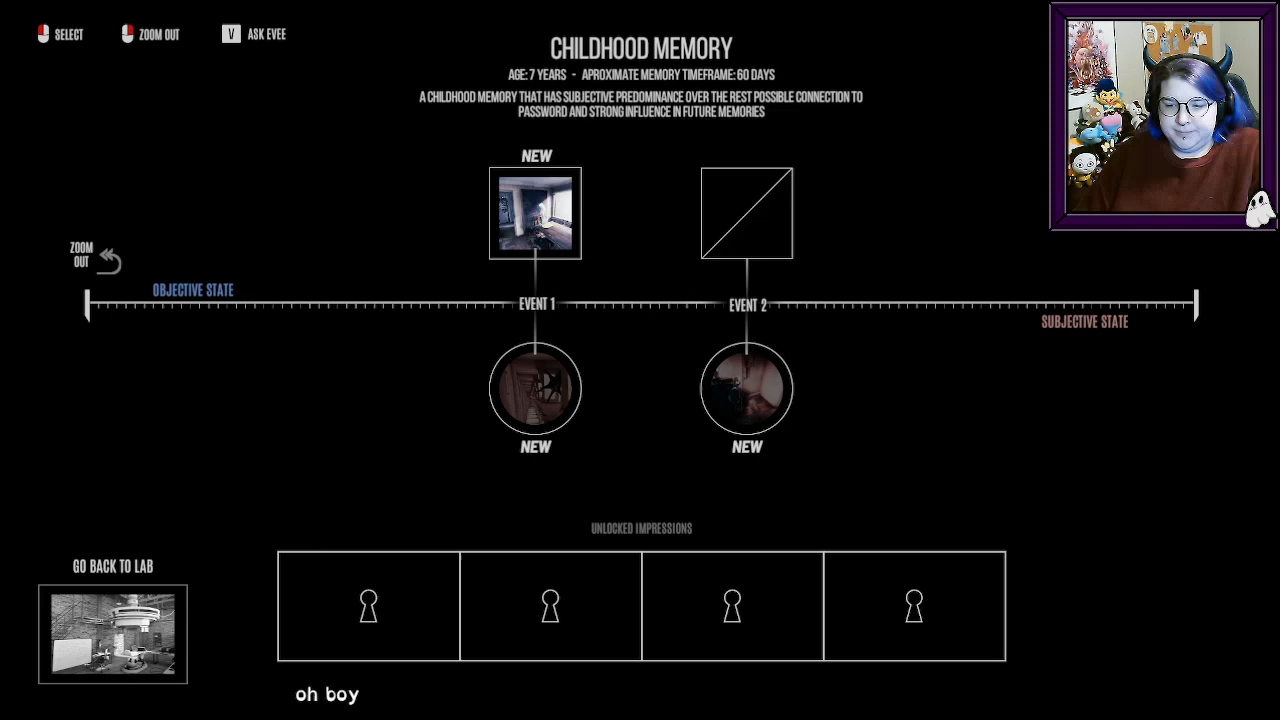 SELECT
ZOOM OUT
V ASK EVEE
CHILDHOOD MEMORY
AGE: 7 YEARS - APROXIMATE MEMORY TIMEFRAME: 60 DAYS
A CHILDHOOD MEMORY THAT HAS SUBJECTIVE PREDOMINANCE OVER THE REST POSSIBLE CONNECTION TO
PASSWORD AND STRONG INFLUENCE IN FUTURE MEMORIES
NEW
ZOOM
OUT
OBJECTIVE STATE
EVENT 1
EVENT 2
SUBJECTIVE STATE
NEW
NEW
UNLOCKED IMPRESSIONS
GO BACK TO LAB
oh boy